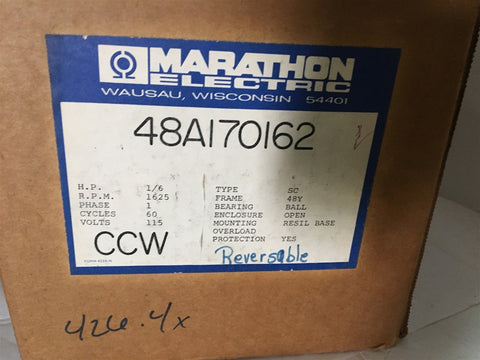 MARATHON
ELECTRIC
WAUSAU, WISCONSIN 54401
48A170162
H.P. 1/6 TYPE SC
R.P.M. 1625 FRAME 48Y
PHASE 1 BEARING BALL
CYCLES 60 ENCLOSURE OPEN
VOLTS 115 MOUNTING RESIL BASE
OVERLOAD
PROTECTION YES
CCW
Reversable
426.4x